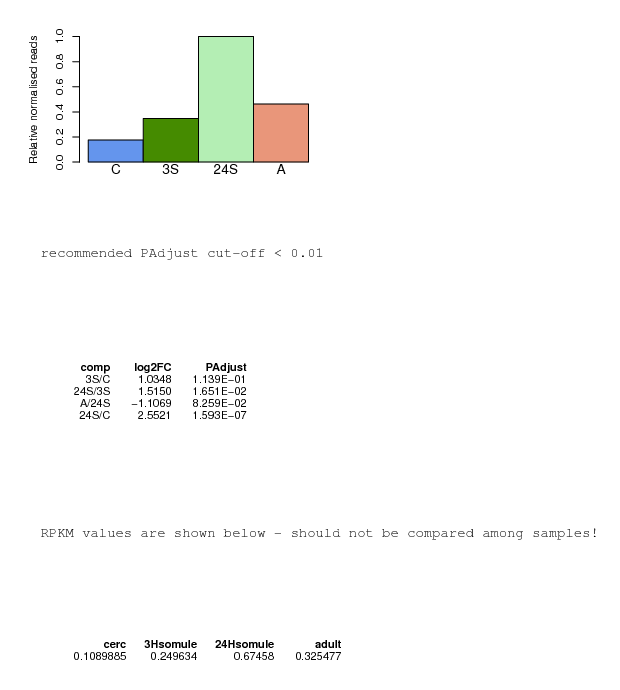 Relative normalised reads
1.0
0.8
0.6
0.4
0.2
0.0
C 3S 24S A
recommended PAdjust cut-off < 0.01
comp log2FC PAdjust
3S/C 1.0348 1.139E−01
24S/3S 1.5150 1.651E−02
A/24S −1.1069 8.259E−02
24S/C 2.5521 1.593E−07
RPKM values are shown below - should not be compared among samples!
cerc 3Hsomule 24Hsomule adult
0.1089885 0.249634 0.67458 0.325477